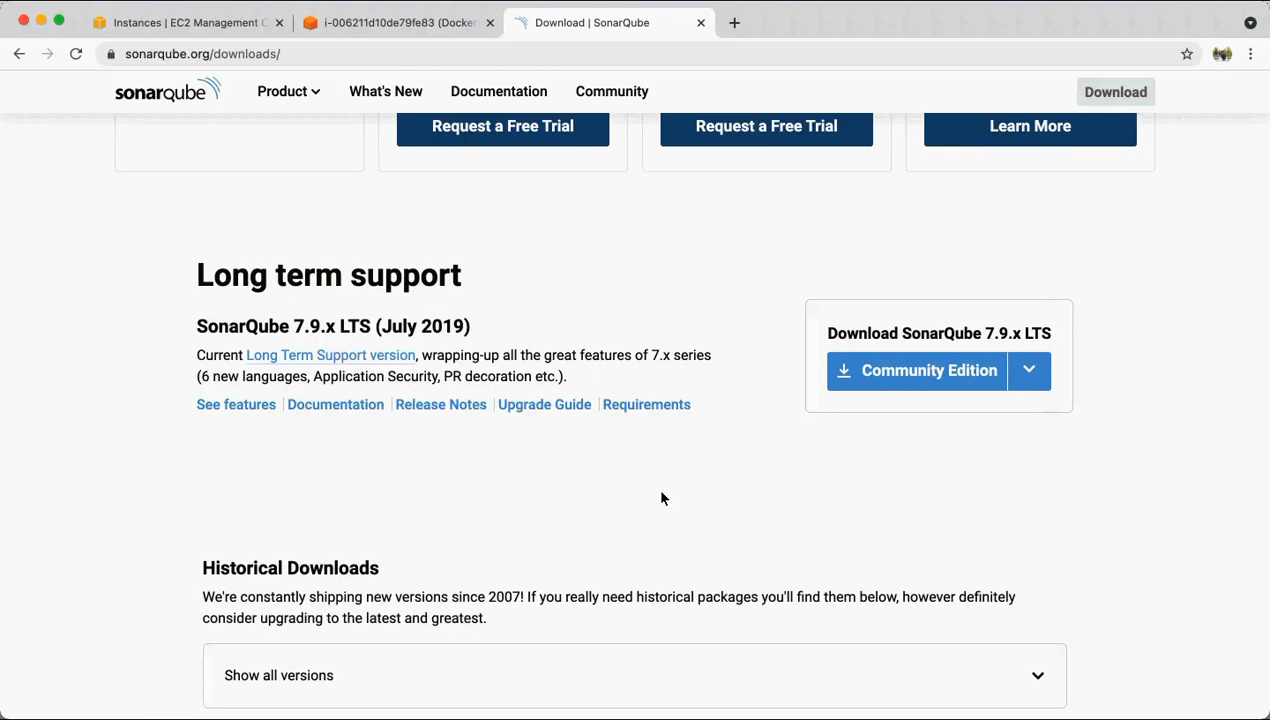 Instances | EC2 Management C
i-006211d10de79fe83 (Docker
Download | SonarQube
sonarqube.org/downloads/
sonarqube
Product
What's New
Documentation
Community
Download
Request a Free Trial
Request a Free Trial
Learn More
Long term support
SonarQube 7.9.x LTS (July 2019)
Current Long Term Support version, wrapping-up all the great features of 7.x series
(6 new languages, Application Security, PR decoration etc.).
See features | Documentation | Release Notes | Upgrade Guide | Requirements
Download SonarQube 7.9.x LTS
Community Edition
Historical Downloads
We're constantly shipping new versions since 2007! If you really need historical packages you'll find them below, however definitely
consider upgrading to the latest and greatest.
Show all versions